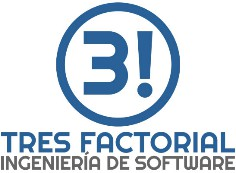 3!
TRES FACTORIAL
INGENIERÍA DE SOFTWARE